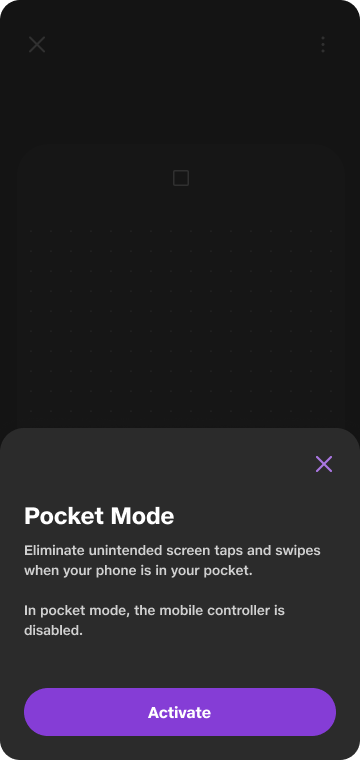 Pocket Mode
Eliminate unintended screen taps and swipes
when your phone is in your pocket.
In pocket mode, the mobile controller is
disabled.
Activate